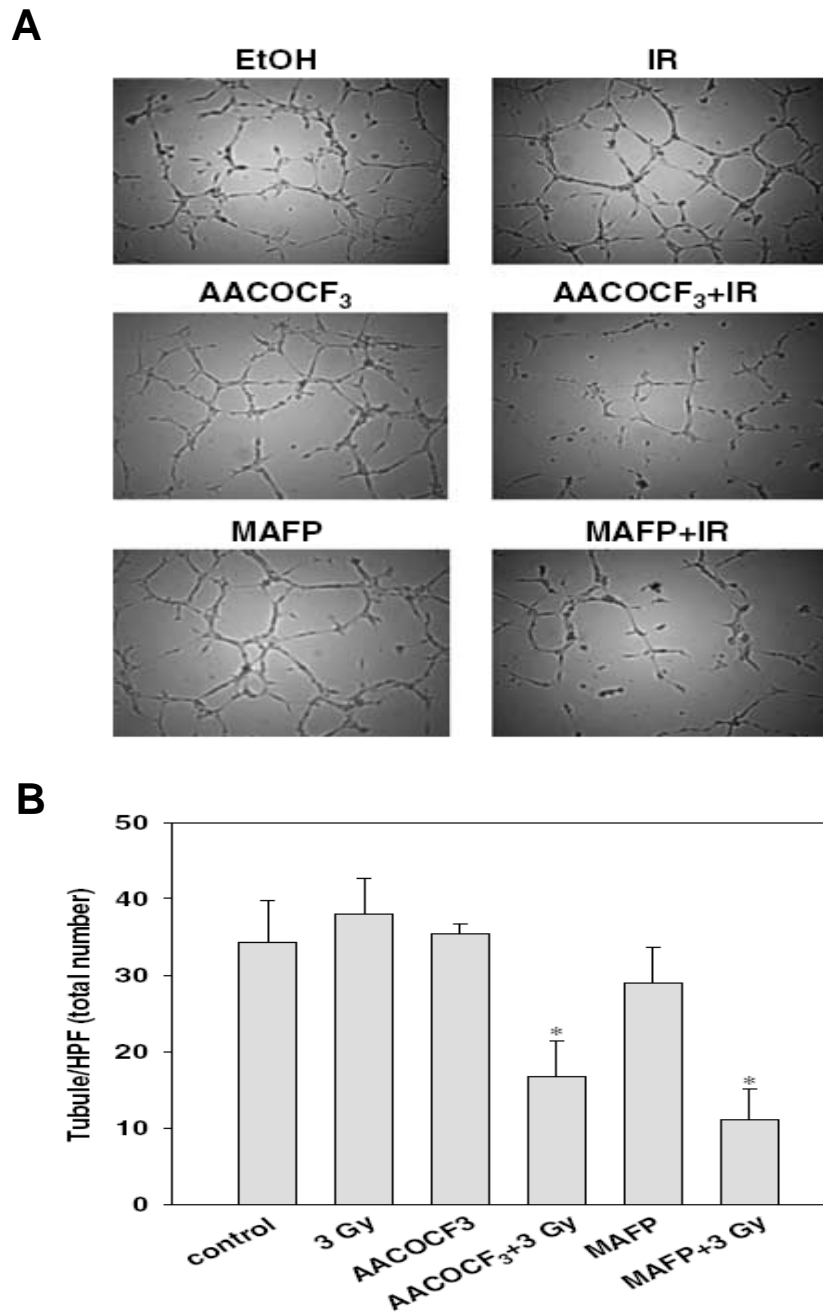 A
EtOH IR
AACOCF₃ AACOCF₃+IR
MAFP MAFP+IR
B
Tubule/HPF (total number)
50
40
30
20
10
0
*
*
control 3 Gy AACOCF3 AACOCF₃+3 Gy MAFP MAFP+3 Gy